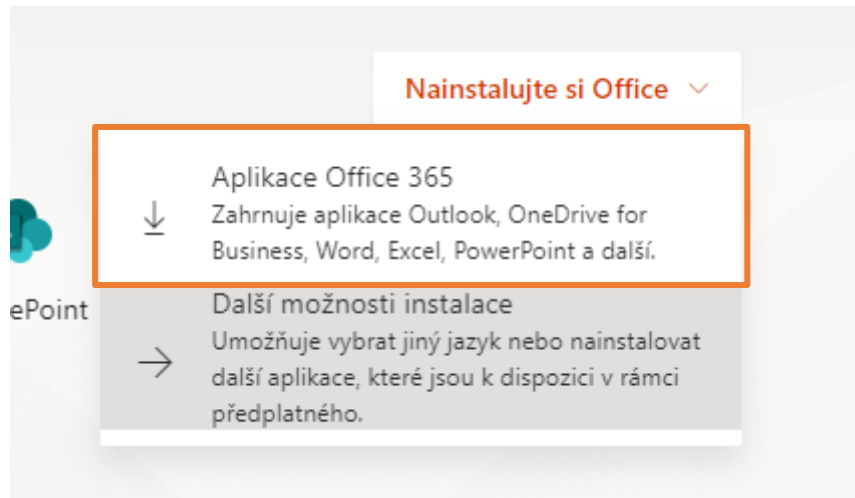 Nainstalujte si Office
Aplikace Office 365
Zahrnuje aplikace Outlook, OneDrive for
Business, Word, Excel, PowerPoint a další.
ePoint
Další možnosti instalace
Umožňuje vybrat jiný jazyk nebo nainstalovat
další aplikace, které jsou k dispozici v rámci
předplatného.